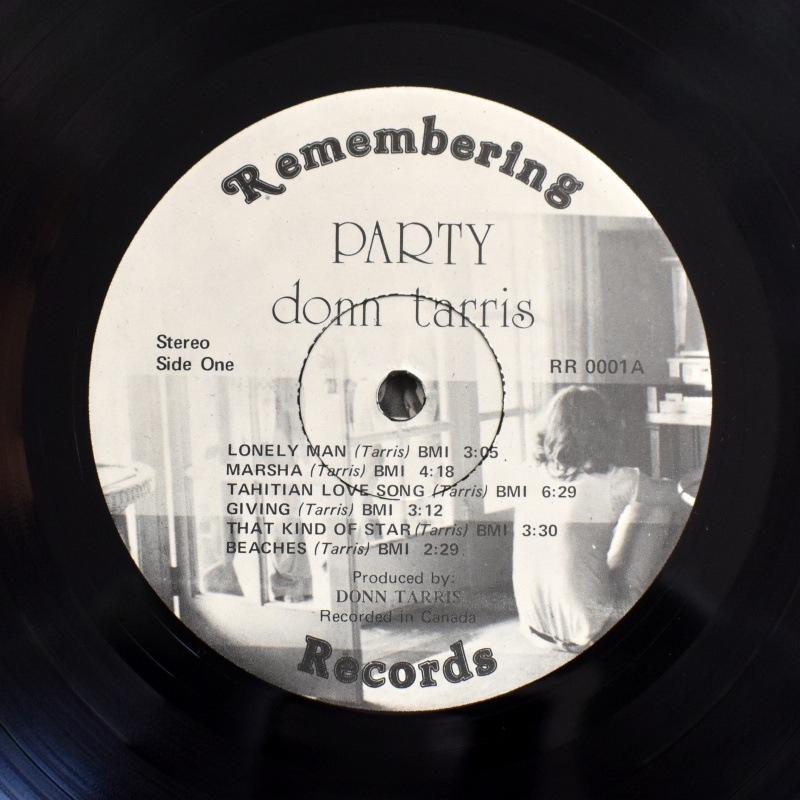 Remembering
PARTY
donn tarris
Stereo
Side One
RR 0001A
LONELY MAN (Tarris) BMI 3:05
MARSHA (Tarris) BMI 4:18
TAHITIAN LOVE SONG (Tarris) BMI 6:29
GIVING (Tarris) BMI 3:12
THAT KIND OF STAR (Tarris) BMI 3:30
BEACHES (Tarris) BMI 2:29
Produced by:
DONN TARRIS
Recorded in Canada
Records